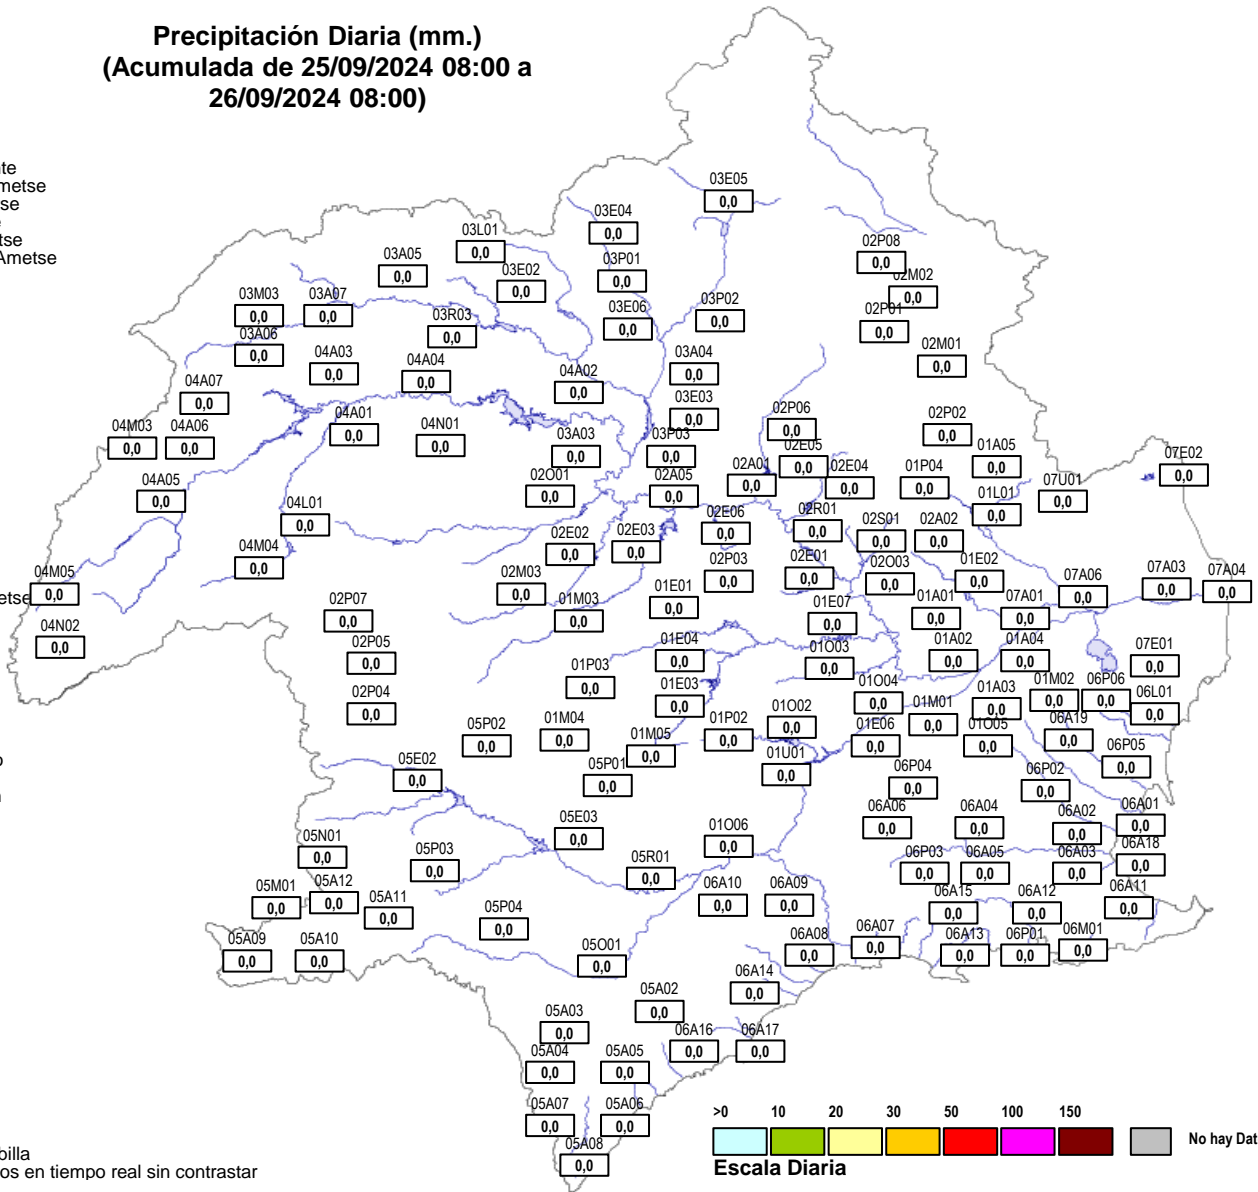 Precipitación Diaria (mm.)
(Acumulada de 25/09/2024 08:00 a
26/09/2024 08:00)
03E05
0,0
03E04
0,0
03L01
0,0
03A05
0,0
03P01
0,0
03E02
0,0
02P08
0,0
02M02
0,0
03M03
0,0
03A07
0,0
03R03
0,0
03E06
0,0
03P02
0,0
02P01
0,0
03A06
0,0
04A03
0,0
04A04
0,0
04A02
0,0
03A04
0,0
02M01
0,0
04A07
0,0
03E03
0,0
04M03
0,0
04A06
0,0
04A01
0,0
04N01
0,0
03A03
0,0
03P03
0,0
02P06
0,0
02E05
0,0
02P02
0,0
01A05
0,0
07E02
0,0
04A05
0,0
02O01
0,0
02A05
0,0
02A01
0,0
02E04
0,0
01P04
0,0
01L01
0,0
07U01
0,0
04L01
0,0
02E06
0,0
02R01
0,0
02S01
0,0
02A02
0,0
04M04
0,0
02E02
0,0
02E03
0,0
02P03
0,0
02E01
0,0
02O03
0,0
01E02
0,0
04M05
0,0
02M03
0,0
01M03
0,0
01E01
0,0
01E07
0,0
01A01
0,0
07A01
0,0
07A06
0,0
07A03
0,0
07A04
0,0
04N02
0,0
02P07
0,0
02P05
0,0
01E04
0,0
01O03
0,0
01A02
0,0
01A04
0,0
07E01
0,0
02P04
0,0
01P03
0,0
01E03
0,0
01O04
0,0
01A03
0,0
01M02
0,0
06P06
0,0
06L01
0,0
05P02
0,0
01M04
0,0
01M05
0,0
01P02
0,0
01O02
0,0
01E06
0,0
01M01
0,0
01O05
0,0
06A19
0,0
06P05
0,0
05E02
0,0
05P01
0,0
01U01
0,0
06P04
0,0
06P02
0,0
05E03
0,0
01O06
0,0
06A06
0,0
06A04
0,0
06A02
0,0
06A01
0,0
05N01
0,0
05P03
0,0
05R01
0,0
06P03
0,0
06A05
0,0
06A03
0,0
06A18
0,0
05M01
0,0
05A12
0,0
05A11
0,0
05P04
0,0
06A10
0,0
06A09
0,0
06A15
0,0
06A12
0,0
06A11
0,0
05A09
0,0
05A10
0,0
05O01
0,0
06A08
0,0
06A07
0,0
06A13
0,0
06P01
0,0
06M01
0,0
05A02
0,0
06A14
0,0
05A03
0,0
06A16
0,0
06A17
0,0
05A04
0,0
05A05
0,0
05A07
0,0
05A06
0,0
05A08
0,0
>0 10 20 30 50 100 150
No hay Dat
Escala Diaria
billa
os en tiempo real sin contrastar